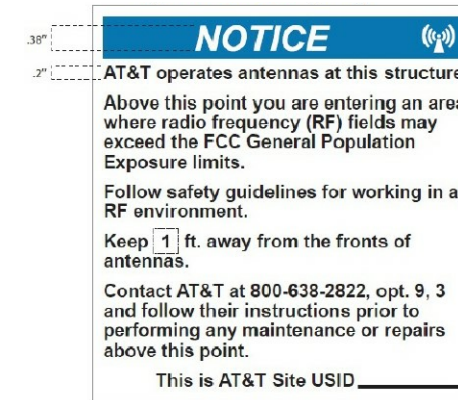 .38" NOTICE
.2" AT&T operates antennas at this structure
Above this point you are entering an area
where radio frequency (RF) fields may
exceed the FCC General Population
Exposure limits.
Follow safety guidelines for working in a
RF environment.
Keep 1 ft. away from the fronts of
antennas.
Contact AT&T at 800-638-2822, opt. 9, 3
and follow their instructions prior to
performing any maintenance or repairs
above this point.
This is AT&T Site USID